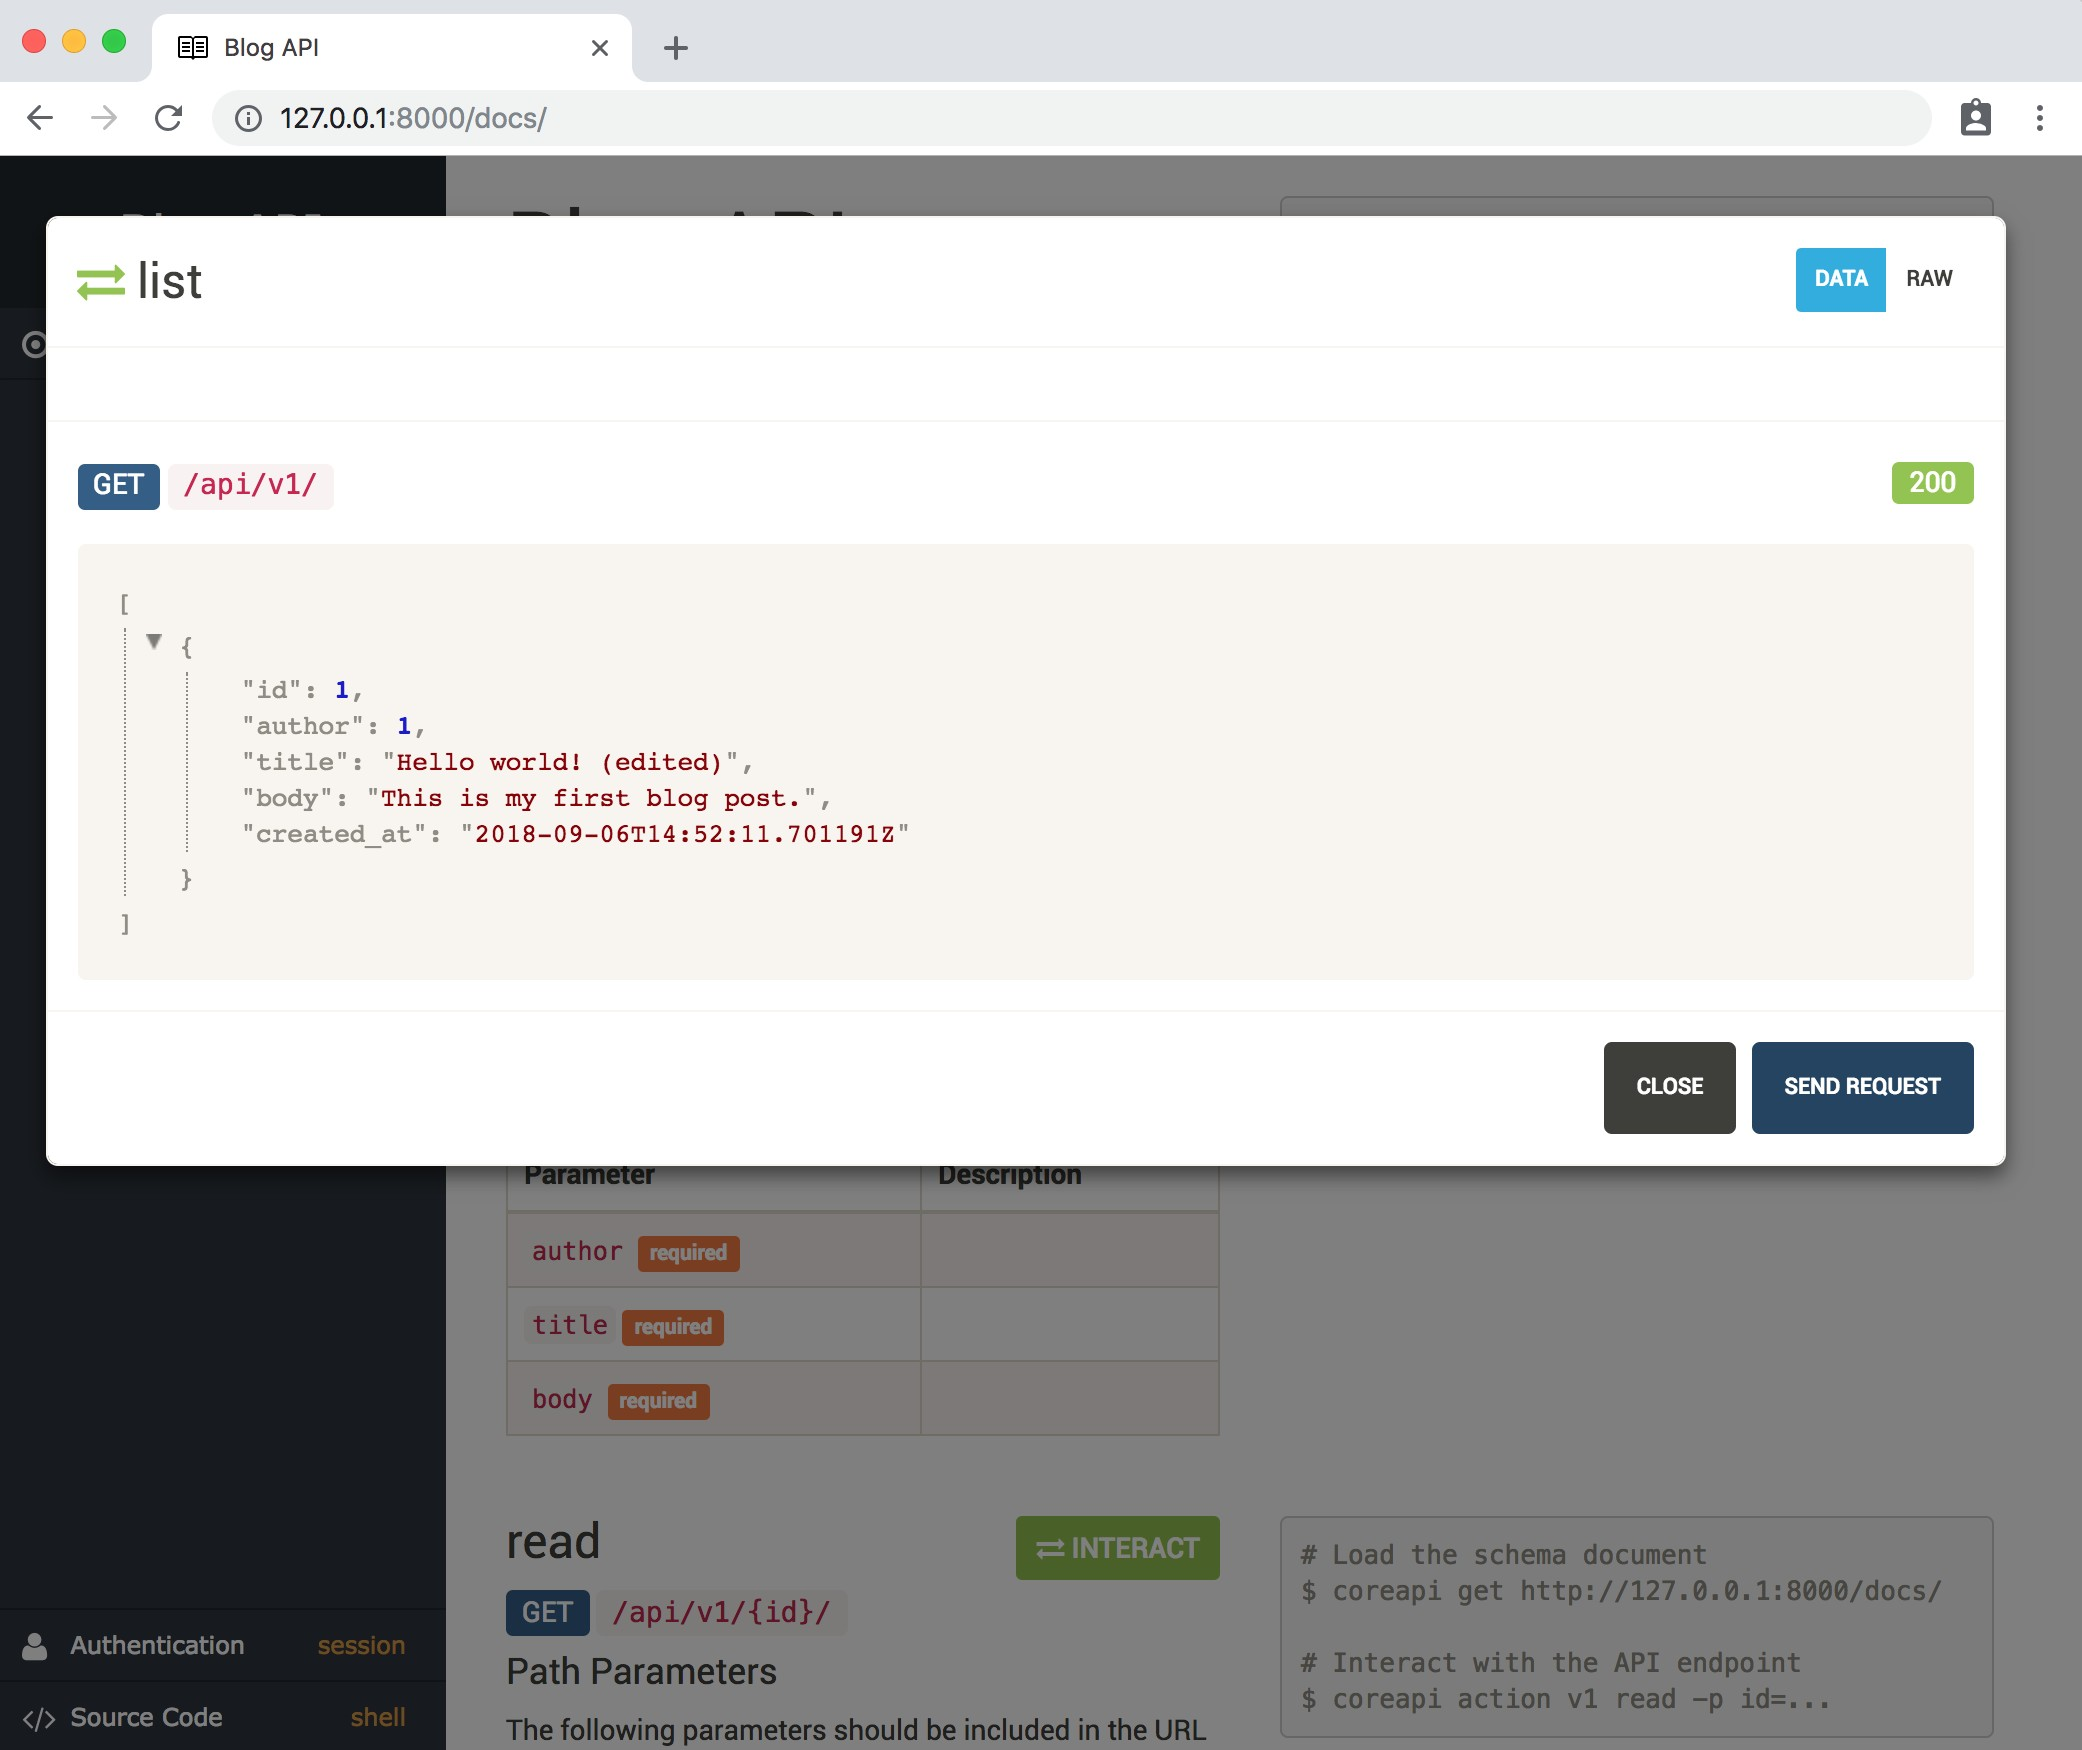 Blog API
127.0.0.1:8000/docs/
list
DATA RAW
GET /api/v1/
200
[
{
"id": 1,
"author": 1,
"title": "Hello world! (edited)",
"body": "This is my first blog post.",
"created_at": "2018-09-06T14:52:11.701191Z"
}
]
CLOSE SEND REQUEST
Parameter Description
author required
title required
body required
read
INTERACT
GET /api/v1/{id}/
Path Parameters
The following parameters should be included in the URL
# Load the schema document
$ coreapi get http://127.0.0.1:8000/docs/
# Interact with the API endpoint
$ coreapi action v1 read -p id=...
Authentication session
Source Code shell